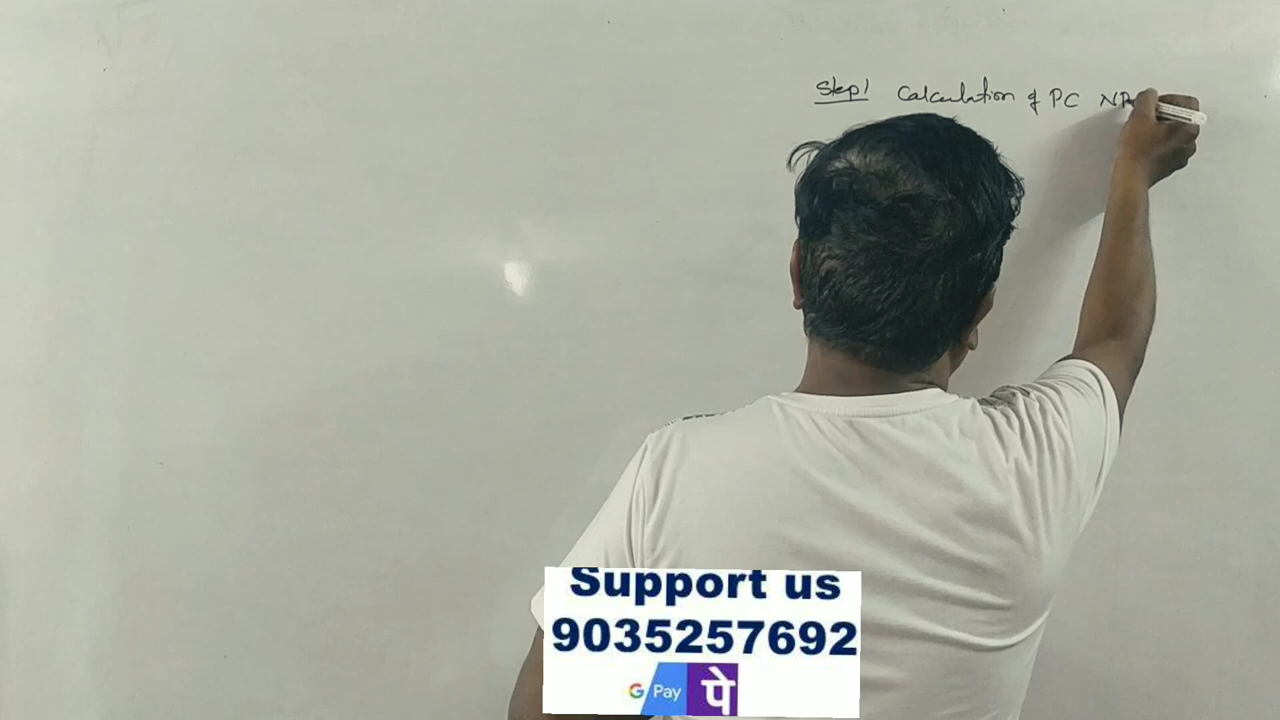 Step1 Calculation of PC
Support us
9035257692
G Pay पे